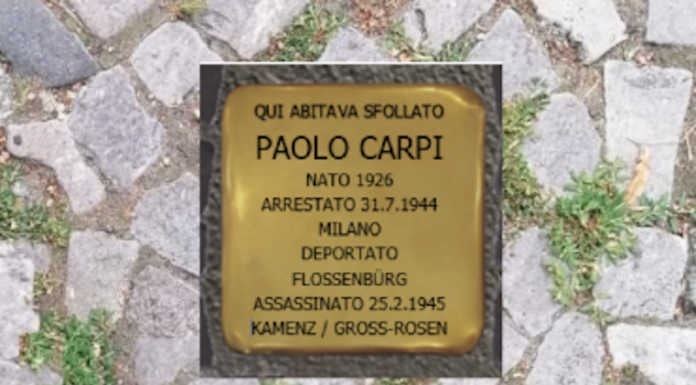 QUI ABITAVA SFOLLATO
PAOLO CARPI
NATO 1926
ARRESTATO 31.7.1944
MILANO
DEPORTATO
FLOSSENBÜRG
ASSASSINATO 25.2.1945
KAMENZ / GROSS-ROSEN